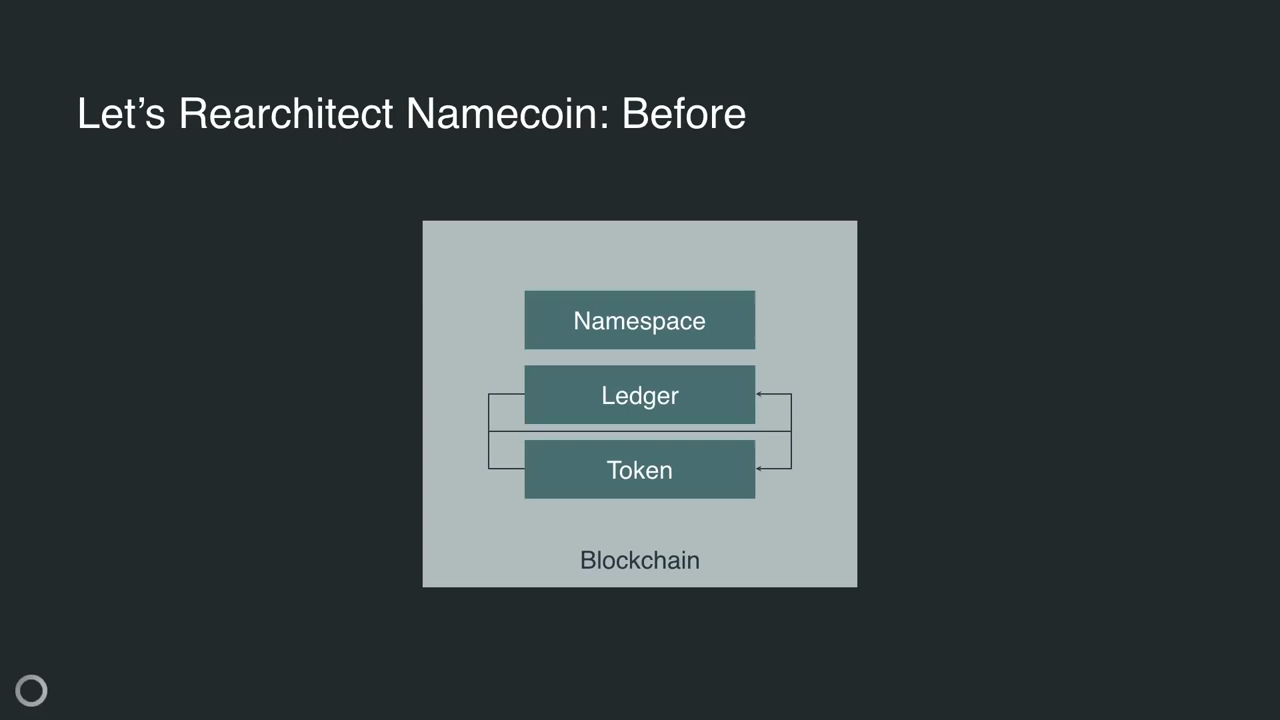 Let’s Rearchitect Namecoin: Before
Namespace
Ledger
Token
Blockchain